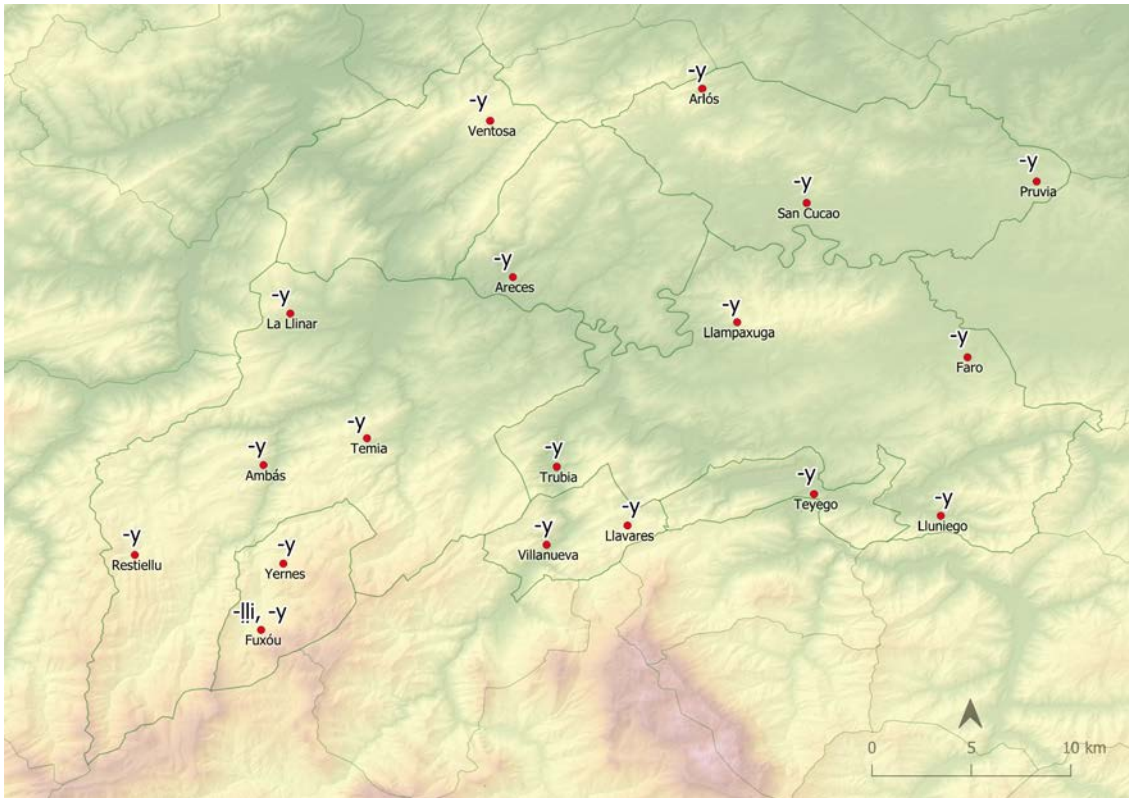 -y
Arlós
-y
Ventosa
-y
Pruvia
-y
San Cucao
-y
Areces
-y
La Llinar
-y
Llampaxuga
-y
Faro
-y
Temia
-y
Ambás
-y
Trubia
-y
Teyego
-y
Lluniego
-y
Llavares
-y
Villanueva
-y
Restiellu
-y
Yernes
-ḷḷi, -y
Fuxóu
0 5 10 km